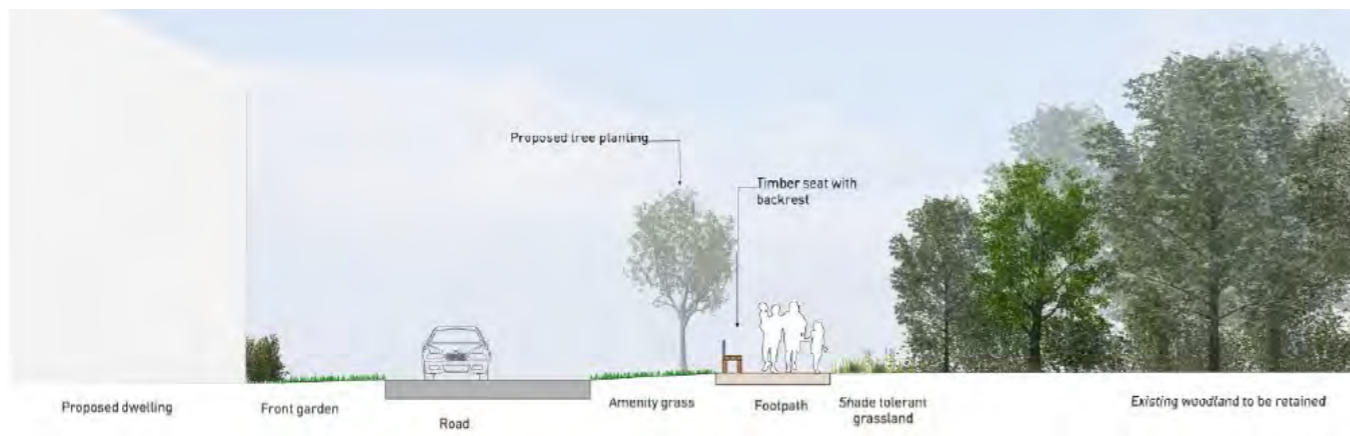 Proposed tree planting
Timber seat with
backrest
Proposed dwelling
Front garden
Road
Amenity grass
Footpath
Shade tolerant
grassland
Existing woodland to be retained